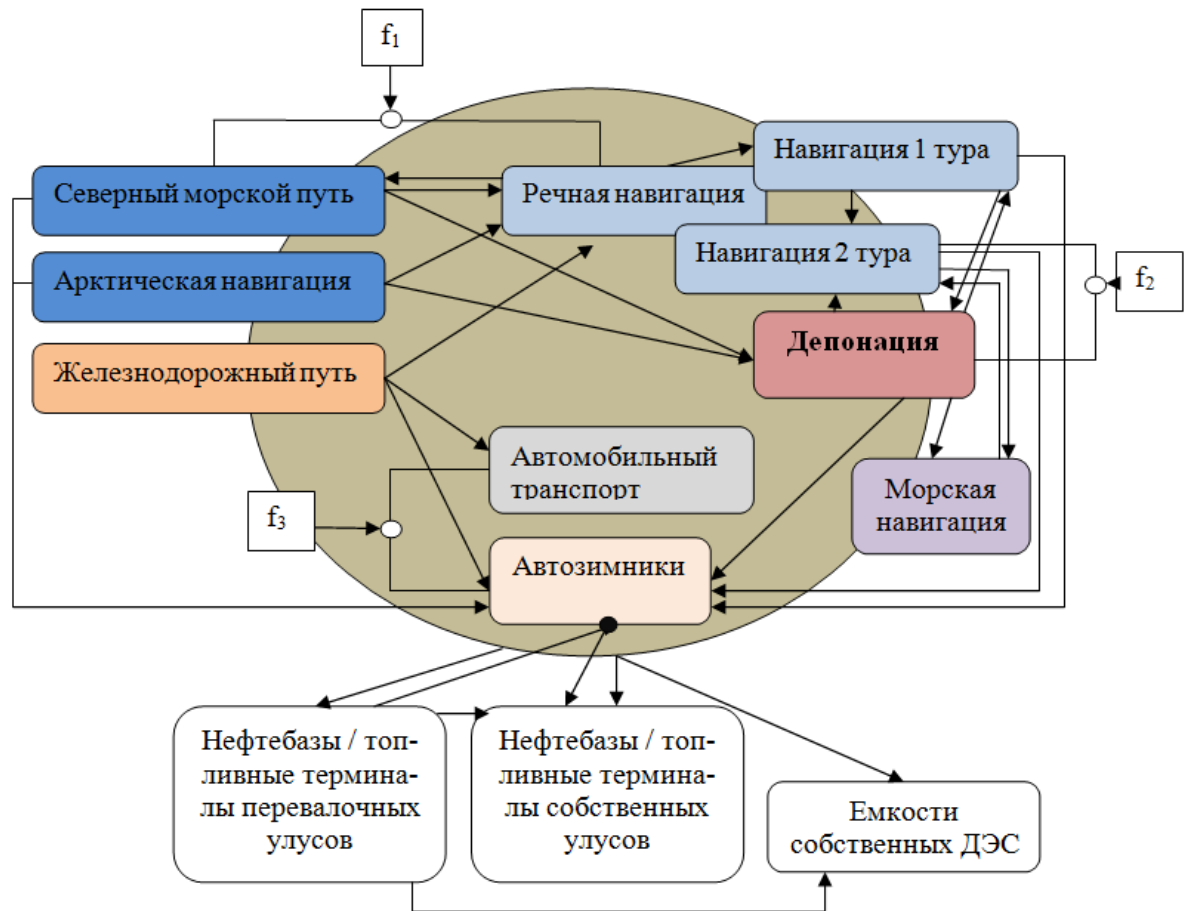 f1
Навигация 1 тура
Северный морской путь
Речная навигация
Навигация 2 тура
Арктическая навигация
f2
Депонация
Железнодорожный путь
Автомобильный
транспорт
Морская
навигация
f3
Автозимники
Нефтебазы / топ-
ливные термина-
лы перевалочных
улусов
Нефтебазы / топ-
ливные термина-
лы собственных
улусов
Емкости
собственных ДЭС